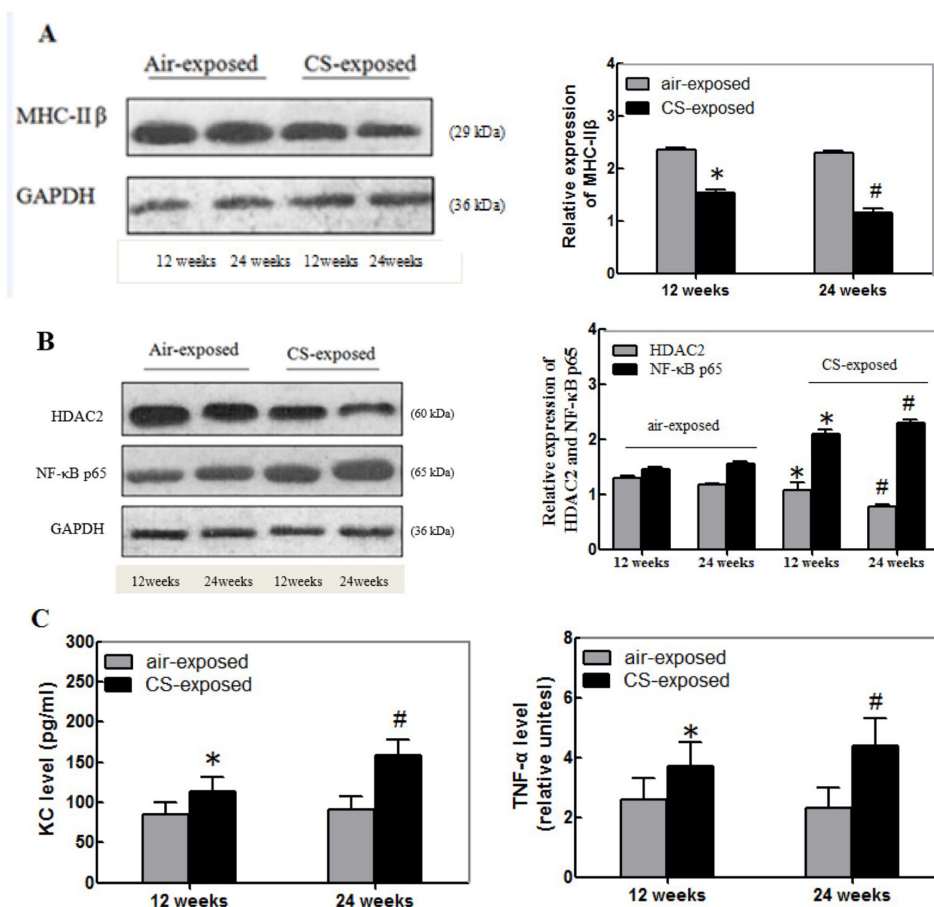 A
Air-exposed CS-exposed
MHC-II β (29 kDa)
GAPDH (36 kDa)
12 weeks 24 weeks 12weeks 24weeks
Relative expression
of MHC-IIβ
4
3
2
1
0
air-exposed
CS-exposed
*
#
12 weeks 24 weeks
B
Air-exposed CS-exposed
HDAC2 (60 kDa)
NF-κB p65 (65 kDa)
GAPDH (36 kDa)
12weeks 24weeks 12weeks 24weeks
Relative expression of
HDAC2 and NF-κB p65
4
3
2
1
0
HDAC2
NF-κB p65
CS-exposed
air-exposed
*
*
#
#
12 weeks 24 weeks 12 weeks 24 weeks
C
KC level (pg/ml)
300
250
200
150
100
50
0
air-exposed
CS-exposed
*
#
12 weeks 24 weeks
TNF-α level
(relative unitesl)
8
6
4
2
0
air-exposed
CS-exposed
*
#
12 weeks 24 weeks